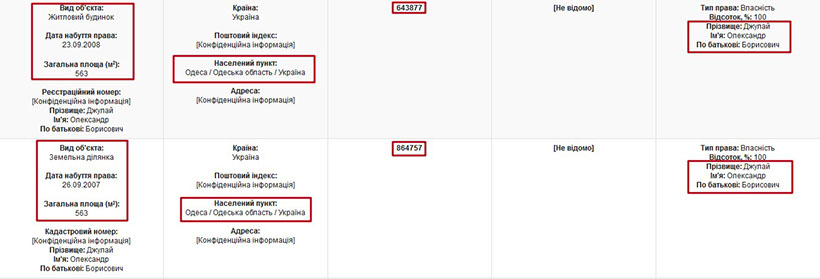 Вид об'єкта:
Житловий будинок
Дата набуття права:
23.09.2008
Загальна площа (м²):
563
Реєстраційний номер:
[Конфіденційна інформація]
Прізвище: Джулай
Ім'я: Олександр
По батькові: Борисович
Країна:
Україна
Поштовий індекс:
[Конфіденційна інформація]
Населений пункт:
Одеса / Одеська область / Україна
Адреса:
[Конфіденційна інформація]
643877
[Не відомо]
Тип права: Власність
Відсоток, %: 100
Прізвище: Джулай
Ім'я: Олександр
По батькові: Борисович
Вид об'єкта:
Земельна ділянка
Дата набуття права:
26.09.2007
Загальна площа (м²):
563
Кадастровий номер:
[Конфіденційна інформація]
Прізвище: Джулай
Ім'я: Олександр
По батькові: Борисович
Країна:
Україна
Поштовий індекс:
[Конфіденційна інформація]
Населений пункт:
Одеса / Одеська область / Україна
Адреса:
[Конфіденційна інформація]
864757
[Не відомо]
Тип права: Власність
Відсоток, %: 100
Прізвище: Джулай
Ім'я: Олександр
По батькові: Борисович